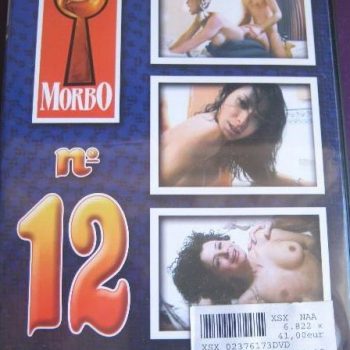 MORBO
nº
12
XSX NAA
6.822 x
41,00eur
XSX 02376173DVD